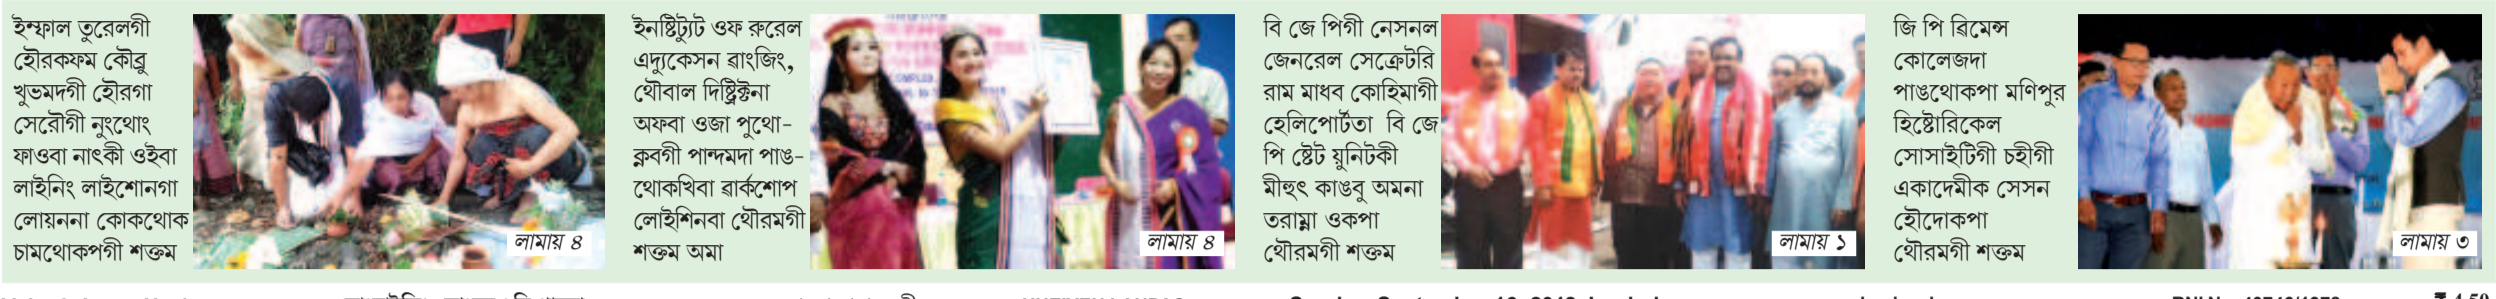 ইম্ফাল তুরেলগী
হৌরকফম কৌব্রু
খুভমদগী হৌরগা
সেরৌগী নুংথোং
ফাওবা নাৎকী ওইবা
লাইনিং লাইশোনগা
লোয়ননা কোকথোক
চামথোকপগী শক্তম
লামায় ৪
ইনষ্টিট্যুট ওফ রুরেল
এদ্যুকেসন ৱাংজিং,
থৌবাল দিষ্ট্রিক্টনা
অফবা ওজা পুথো-
ক্নবগী পান্দমদা পাঙ-
থোকখিবা ৱার্কশোপ
লোইশিনবা থৌরমগী
শক্তম অমা
লামায় ৪
বি জে পিগী নেসনল
জেনরেল সেক্রেটরি
রাম মাধব কোহিমাগী
হেলিপোর্টতা বি জে
পি ষ্টেট য়ুনিটকী
মীহুৎ কাঙবু অমনা
তরাম্না ওকপা
থৌরমগী শক্তম
লামায় ১
জি পি ৱিমেন্স
কোলেজদা
পাঙথোকপা মণিপুর
হিষ্টোরিকেল
সোসাইটিগী চহীগী
একাদেমীক সেসন
হৌদোকপা
থৌরমগী শক্তম
লামায় ৩